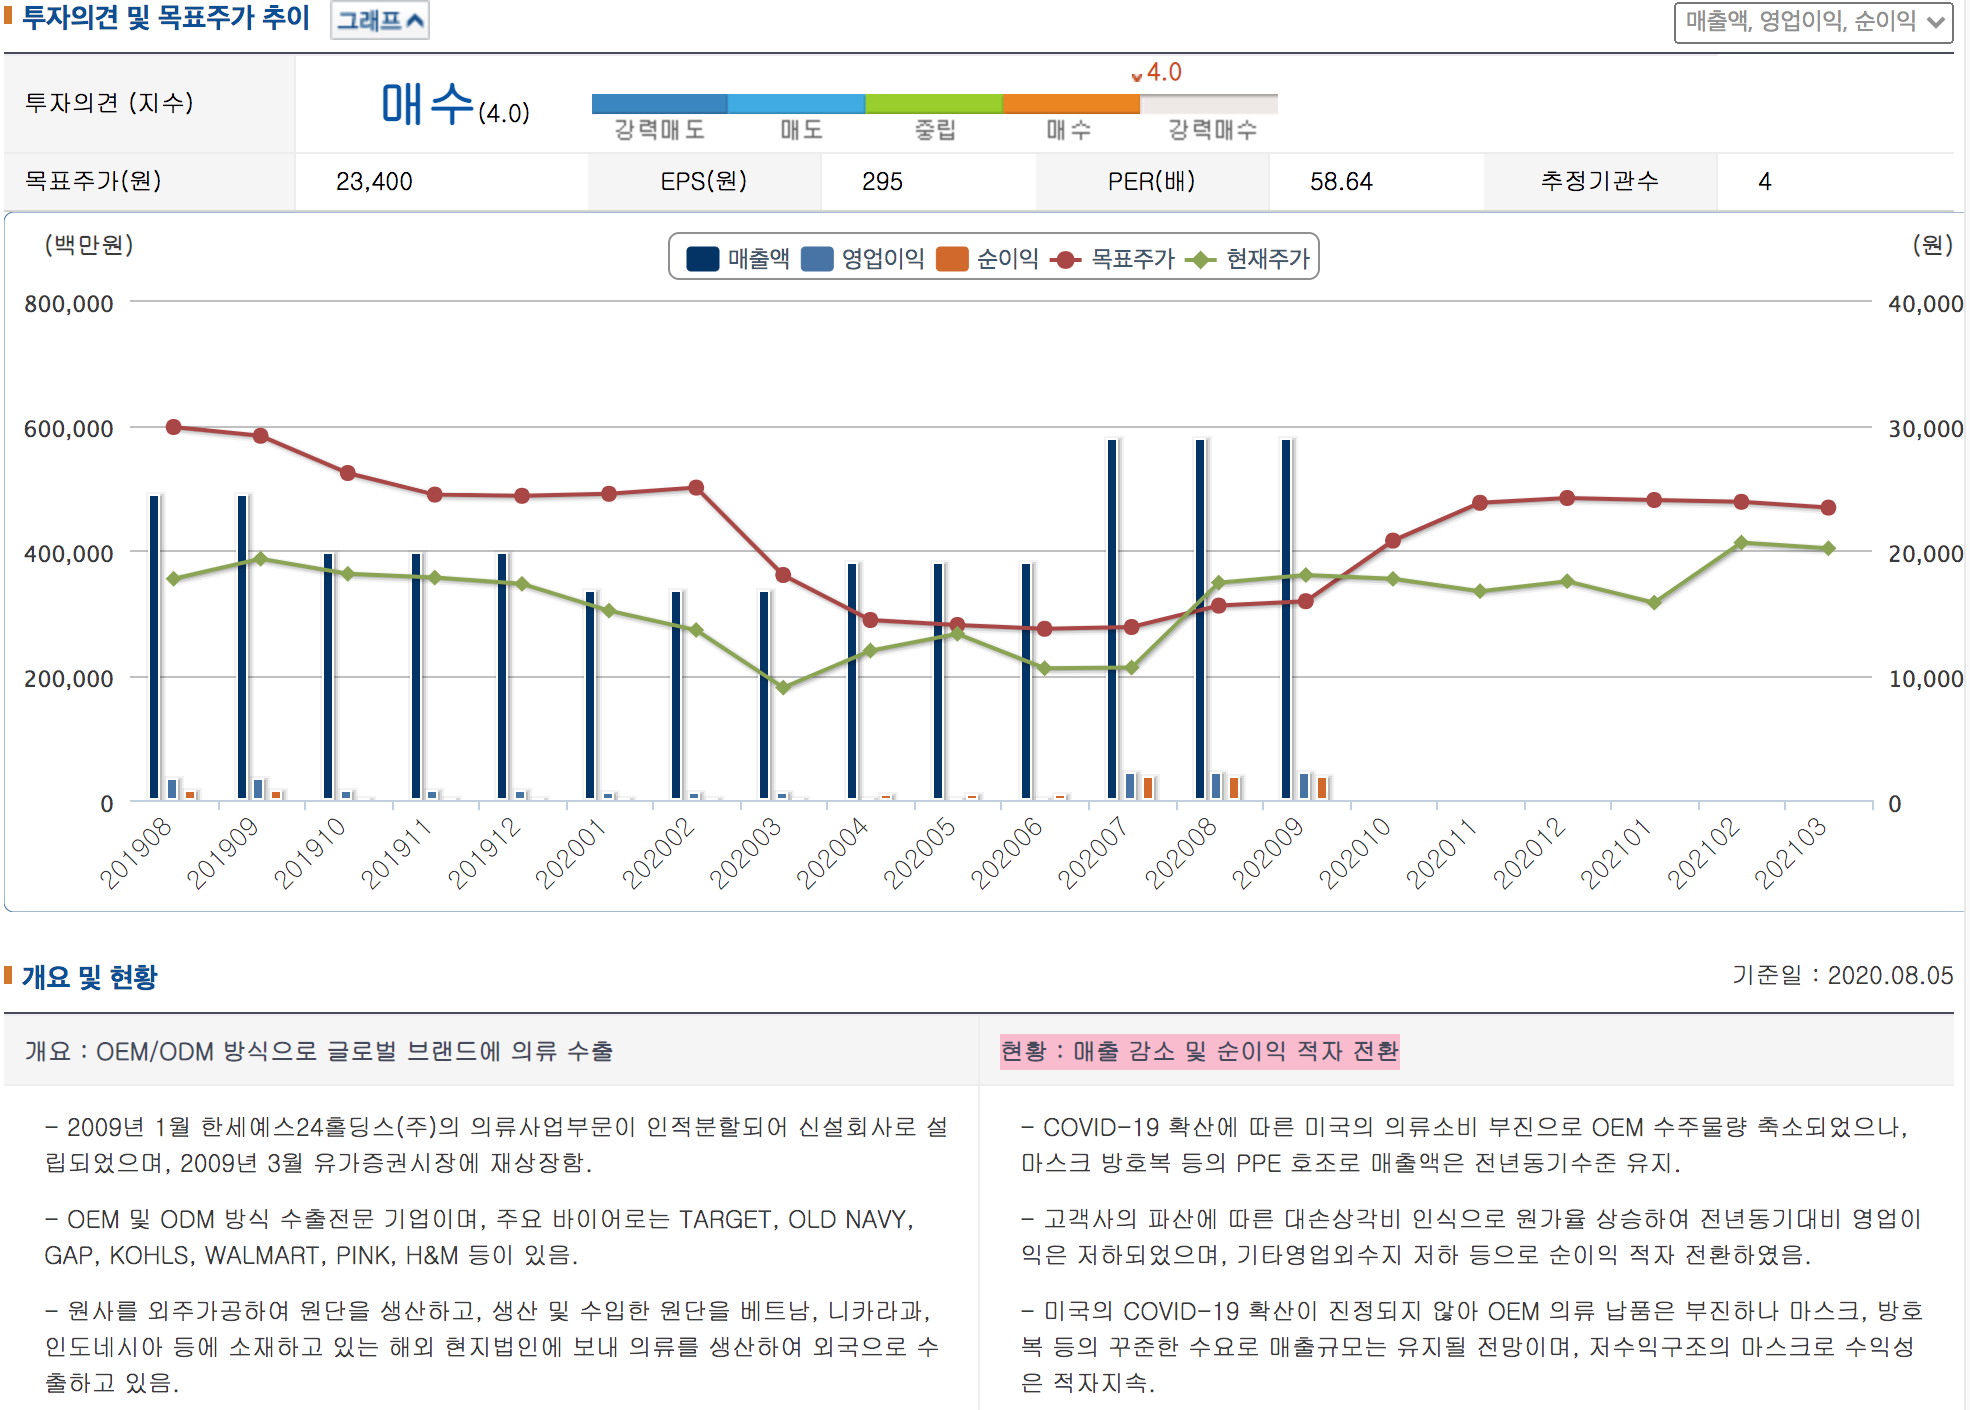 투자의견 및 목표주가 추이
그래프
매출액, 영업이익, 순이익
투자의견 (지수)
매수(4.0)
4.0
강력매도 매도 중립 매수 강력매수
목표주가(원) 23,400 EPS(원) 295 PER(배) 58.64 추정기관수 4
(백만원)
(원)
매출액 영업이익 순이익 목표주가 현재주가
800,000 40,000
600,000 30,000
400,000 20,000
200,000 10,000
0 0
201908 201909 201910 201911 201912 202001 202002 202003 202004 202005 202006 202007 202008 202009 202010 202011 202012 202101 202102 202103
개요 및 현황
기준일 : 2020.08.05
개요 : OEM/ODM 방식으로 글로벌 브랜드에 의류 수출
- 2009년 1월 한세예스24홀딩스(주)의 의류사업부문이 인적분할되어 신설회사로 설
립되었으며, 2009년 3월 유가증권시장에 재상장함.
- OEM 및 ODM 방식 수출전문 기업이며, 주요 바이어로는 TARGET, OLD NAVY,
GAP, KOHLS, WALMART, PINK, H&M 등이 있음.
- 원사를 외주가공하여 원단을 생산하고, 생산 및 수입한 원단을 베트남, 니카라과,
인도네시아 등에 소재하고 있는 해외 현지법인에 보내 의류를 생산하여 외국으로 수
출하고 있음.
현황 : 매출 감소 및 순이익 적자 전환
- COVID-19 확산에 따른 미국의 의류소비 부진으로 OEM 수주물량 축소되었으나,
마스크 방호복 등의 PPE 호조로 매출액은 전년동기수준 유지.
- 고객사의 파산에 따른 대손상각비 인식으로 원가율 상승하여 전년동기대비 영업이
익은 저하되었으며, 기타영업외수지 저하 등으로 순이익 적자 전환하였음.
- 미국의 COVID-19 확산이 진정되지 않아 OEM 의류 납품은 부진하나 마스크, 방호
복 등의 꾸준한 수요로 매출규모는 유지될 전망이며, 저수익구조의 마스크로 수익성
은 적자지속.